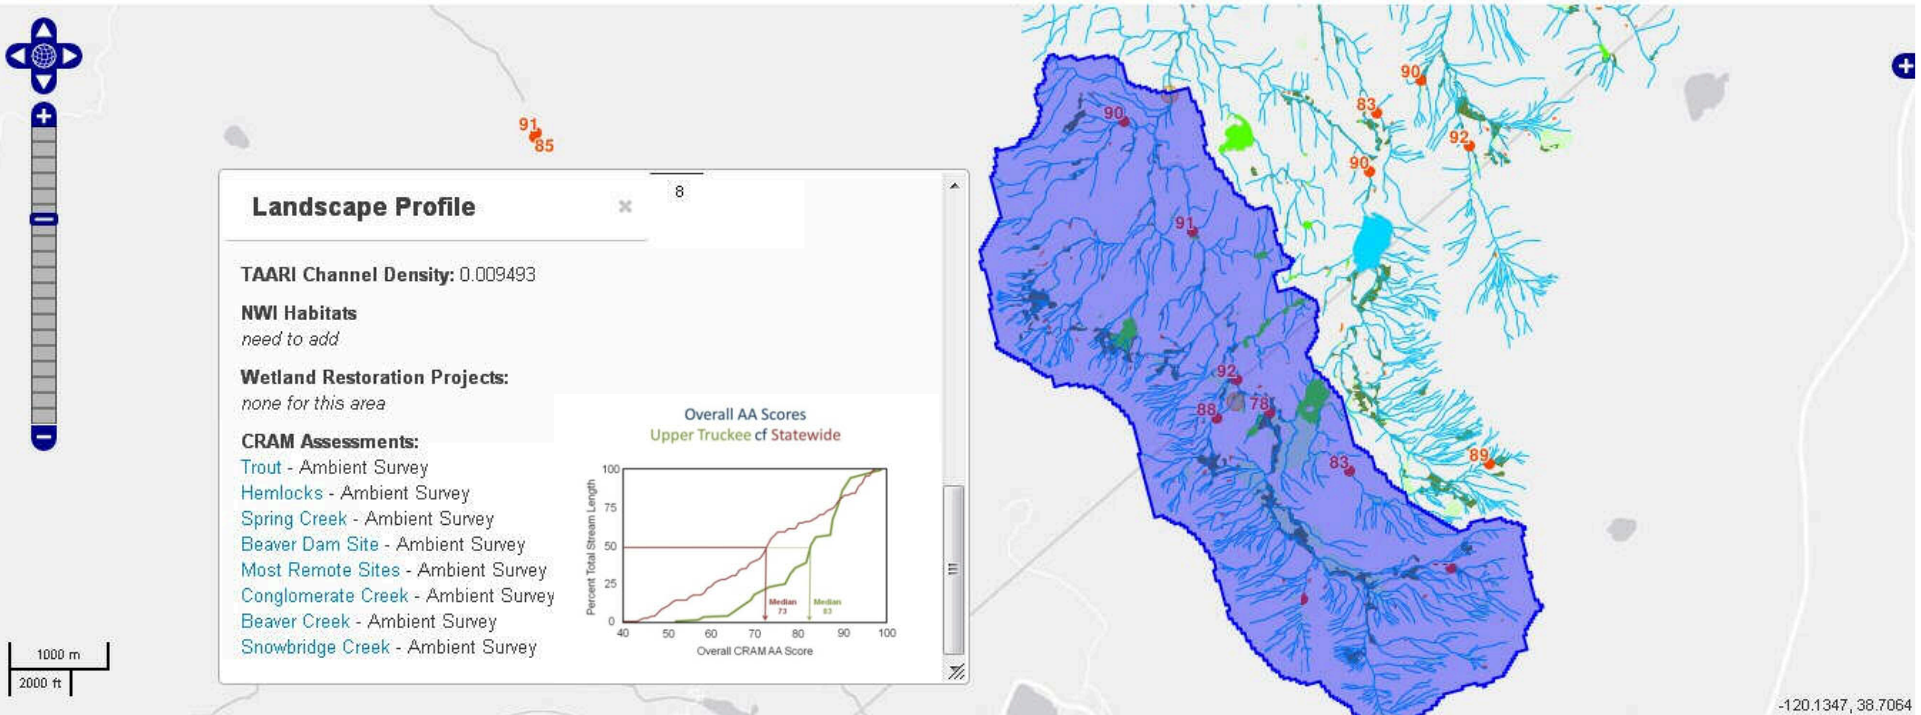 91
85
8
Landscape Profile
×
TAARI Channel Density: 0.009493
NWI Habitats
need to add
Wetland Restoration Projects:
none for this area
CRAM Assessments:
Trout - Ambient Survey
Hemlocks - Ambient Survey
Spring Creek - Ambient Survey
Beaver Dam Site - Ambient Survey
Most Remote Sites - Ambient Survey
Conglomerate Creek - Ambient Survey
Beaver Creek - Ambient Survey
Snowbridge Creek - Ambient Survey
Overall AA Scores
Upper Truckee cf Statewide
Percent Total Stream Length
100
75
50
25
0
Median
73
Median
83
40 50 60 70 80 90 100
Overall CRAM AA Score
90
83
90
92
90
91
92
88
78
83
89
1000 m
2000 ft
-120.1347, 38.7064